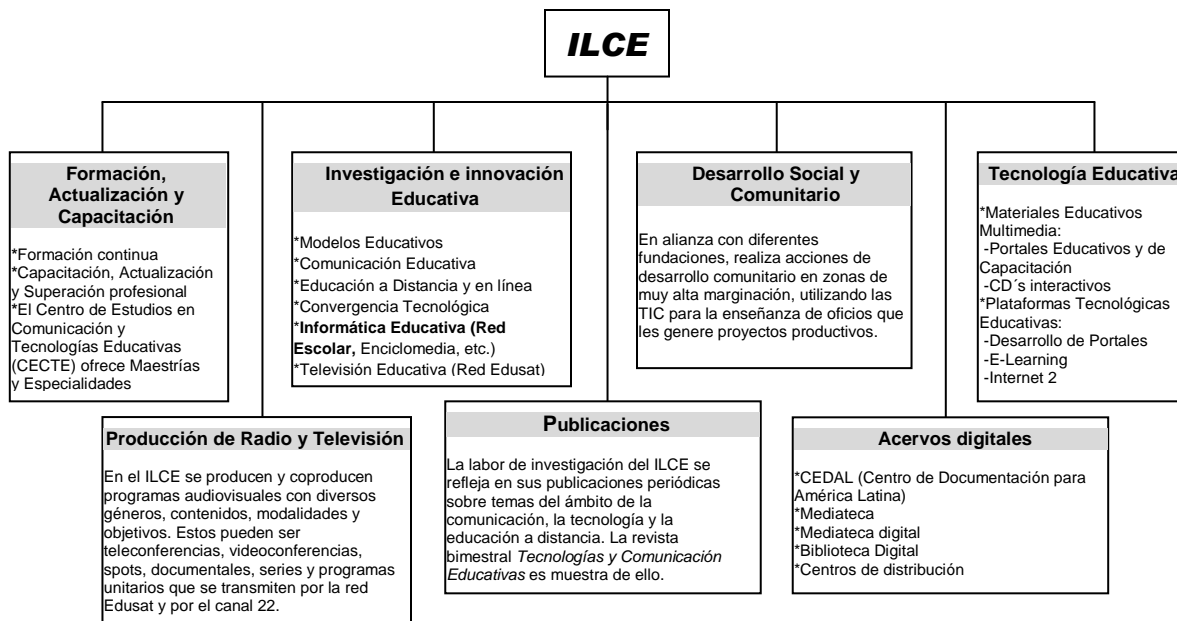 ILCE
Formación,
Actualización y
Capacitación
*Formación continua
*Capacitación, Actualización
y Superación profesional
*El Centro de Estudios en
Comunicación y
Tecnologías Educativas
(CECTE) ofrece Maestrías
y Especialidades
Investigación e innovación
Educativa
*Modelos Educativos
*Comunicación Educativa
*Educación a Distancia y en línea
*Convergencia Tecnológica
*Informática Educativa (Red
Escolar, Enciclomedia, etc.)
*Televisión Educativa (Red Edusat)
Desarrollo Social y
Comunitario
En alianza con diferentes
fundaciones, realiza acciones de
desarrollo comunitario en zonas de
muy alta marginación, utilizando las
TIC para la enseñanza de oficios que
les genere proyectos productivos.
Tecnología Educativa
*Materiales Educativos
Multimedia:
-Portales Educativos y de
Capacitación
-CD´s interactivos
*Plataformas Tecnológicas
Educativas:
-Desarrollo de Portales
-E-Learning
-Internet 2
Producción de Radio y Televisión
En el ILCE se producen y coproducen
programas audiovisuales con diversos
géneros, contenidos, modalidades y
objetivos. Estos pueden ser
teleconferencias, videoconferencias,
spots, documentales, series y programas
unitarios que se transmiten por la red
Edusat y por el canal 22.
Publicaciones
La labor de investigación del ILCE se
refleja en sus publicaciones periódicas
sobre temas del ámbito de la
comunicación, la tecnología y la
educación a distancia. La revista
bimestral Tecnologías y Comunicación
Educativas es muestra de ello.
Acervos digitales
*CEDAL (Centro de Documentación para
América Latina)
*Mediateca
*Mediateca digital
*Biblioteca Digital
*Centros de distribución